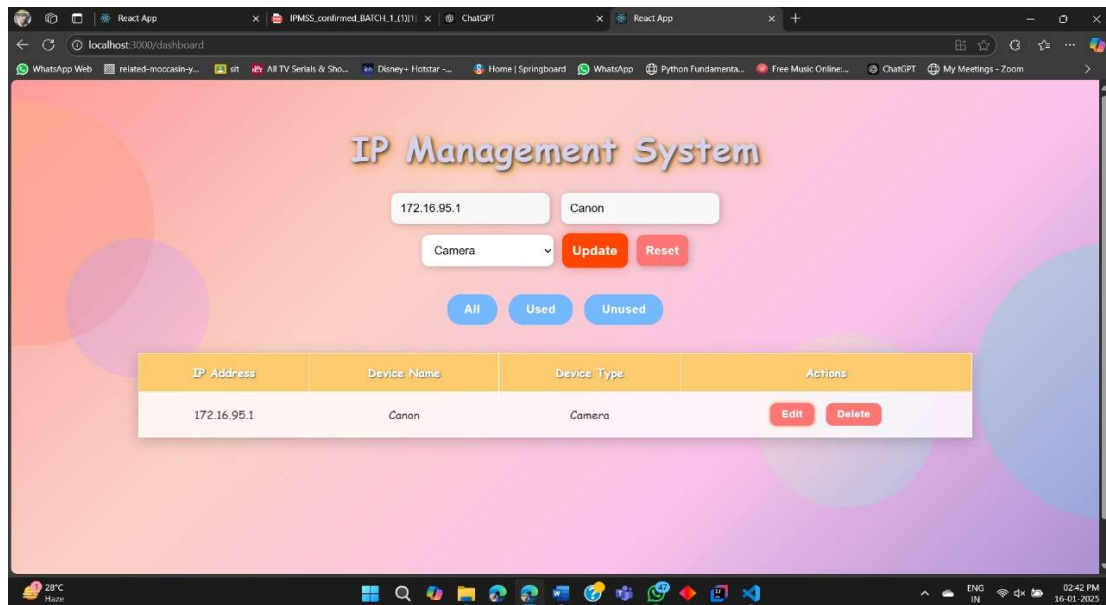 React App
IPMSS_confirmed_BATCH_1_(1)[1]
ChatGPT
React App
localhost:3000/dashboard
WhatsApp Web related-moccasin-y... sit All TV Serials & Sho... Disney+ Hotstar -... Home | Springboard WhatsApp Python Fundamenta... Free Music Online:... ChatGPT My Meetings - Zoom
IP Management System
172.16.95.1 Canon
Camera Update Reset
All Used Unused
IP Address Device Name Device Type Actions
172.16.95.1 Canon Camera Edit Delete
28°C
Haze
ENG
IN
02:42 PM
16-01-2025